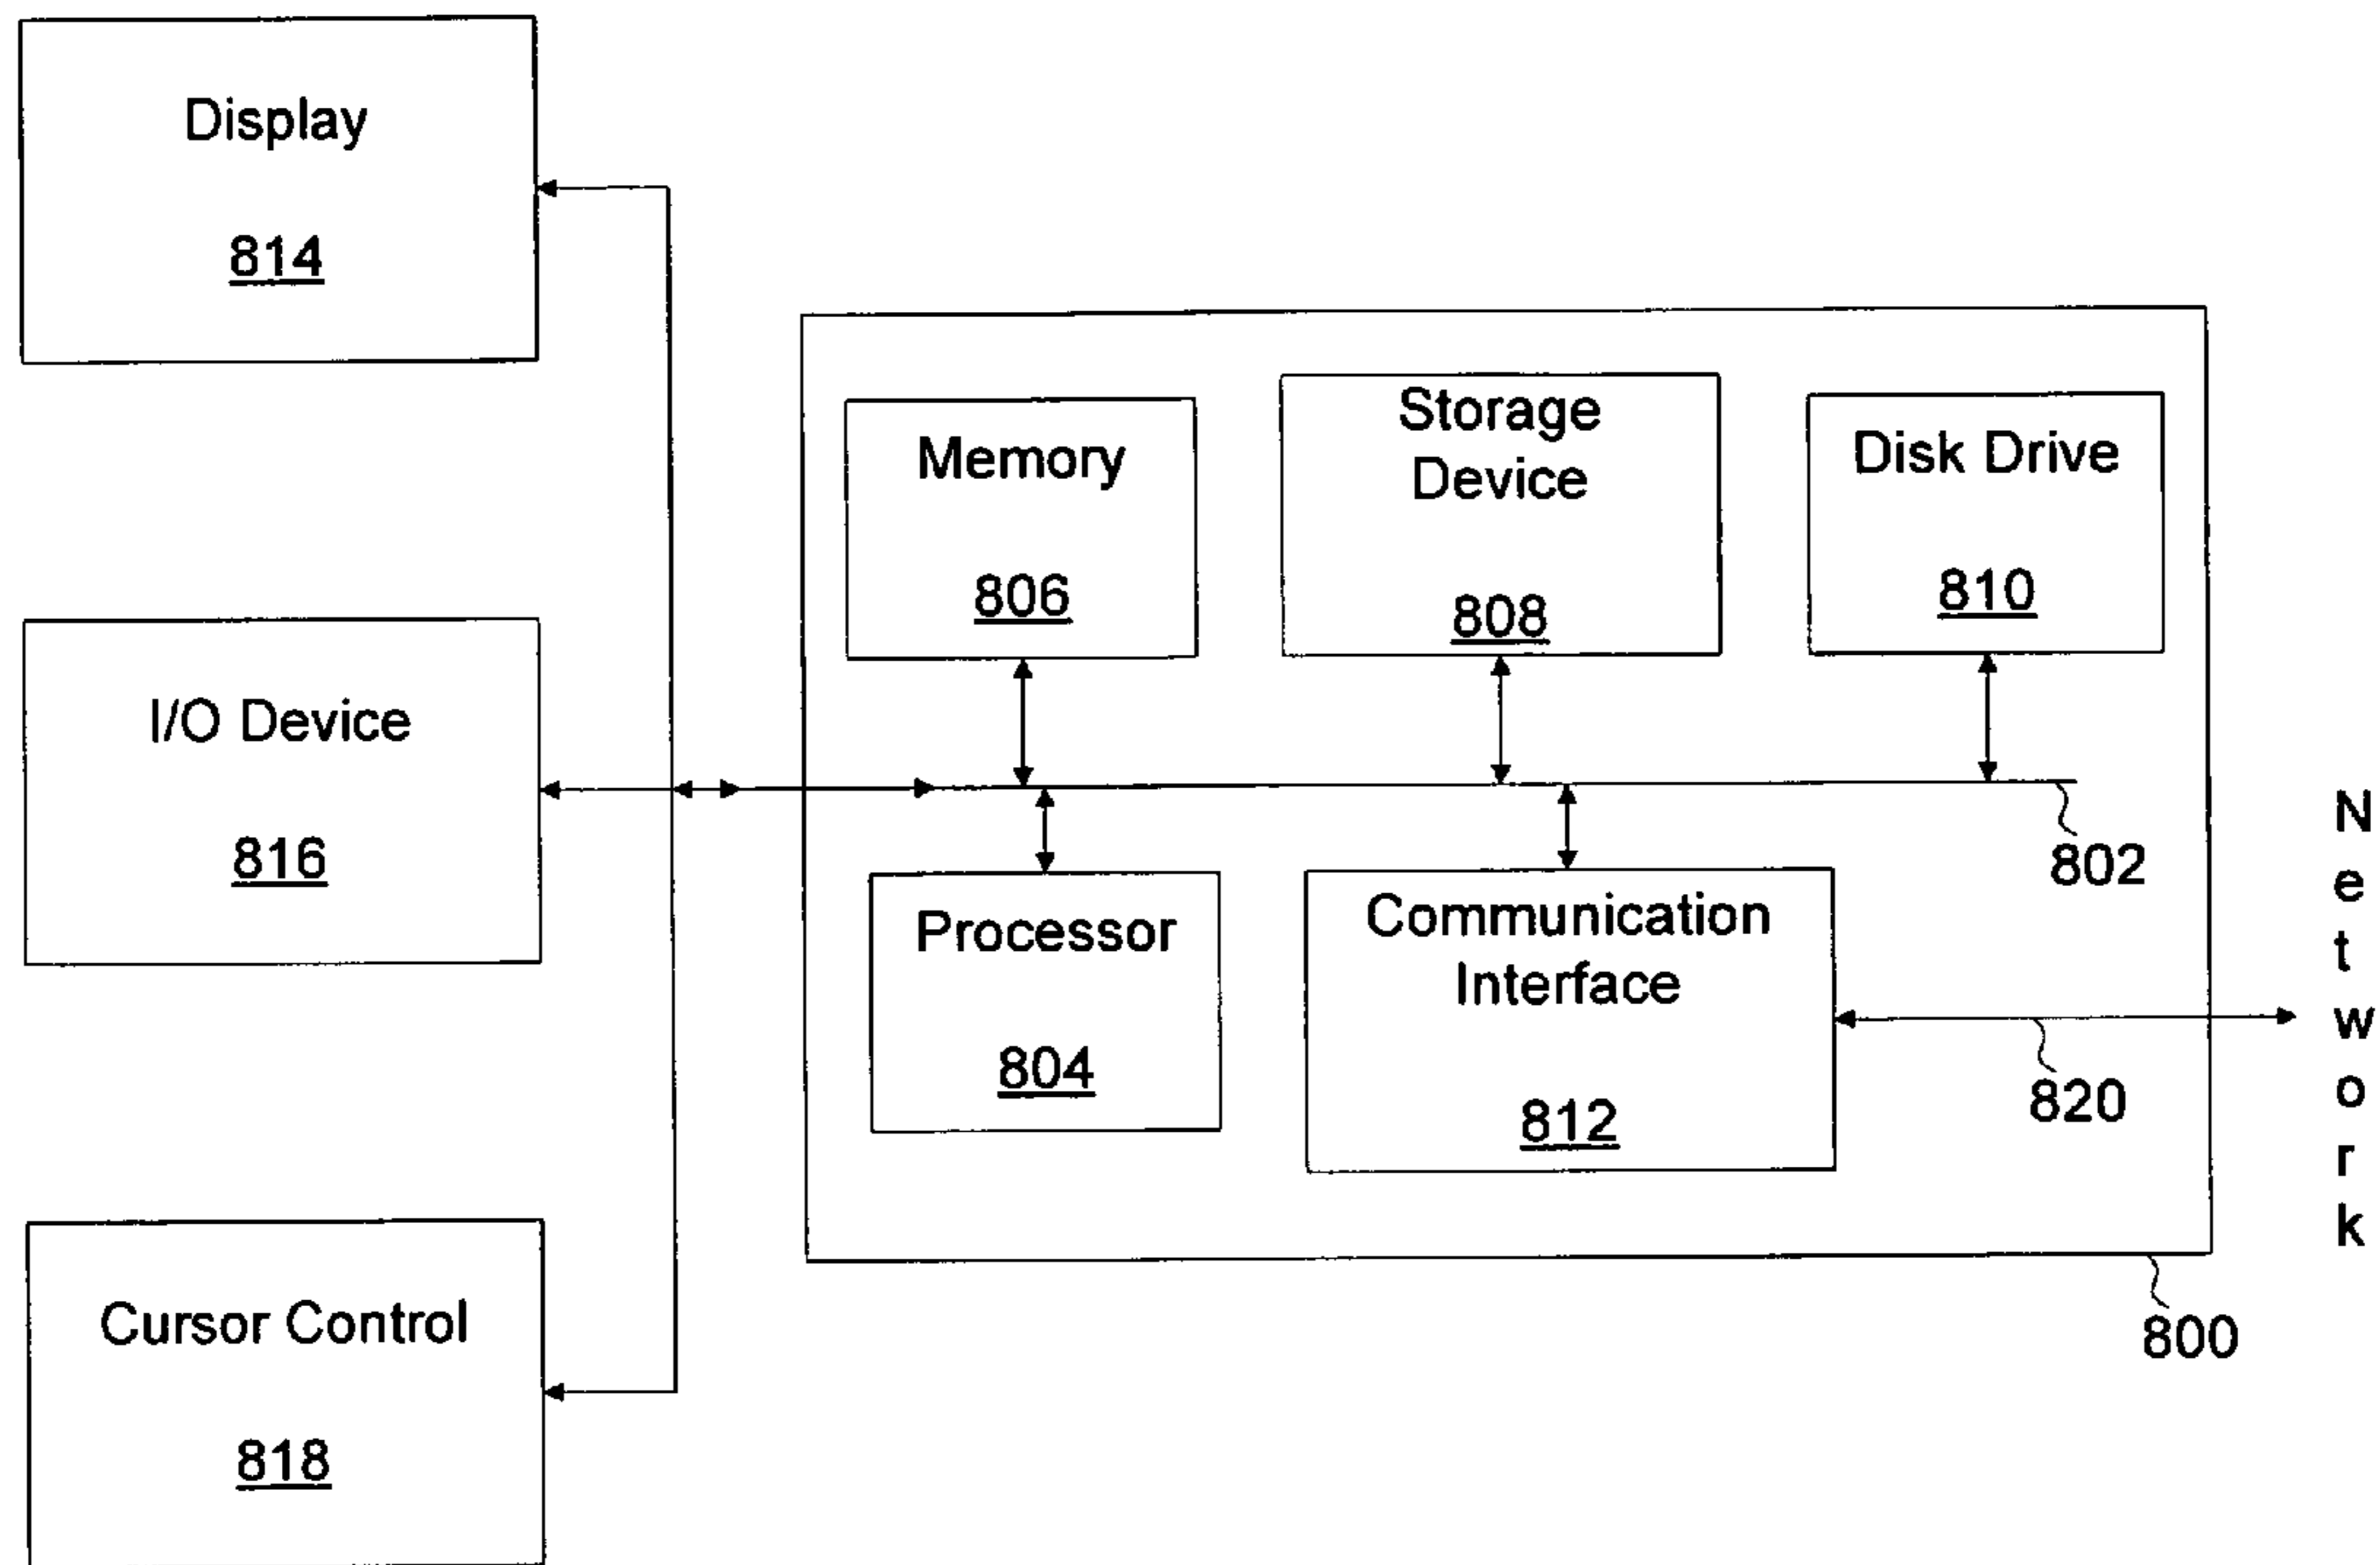 Display
814
I/O Device
816
Cursor Control
818
Memory
806
Storage
Device
808
Disk Drive
810
802
Processor
804
Communication
Interface
812
820
800
Network